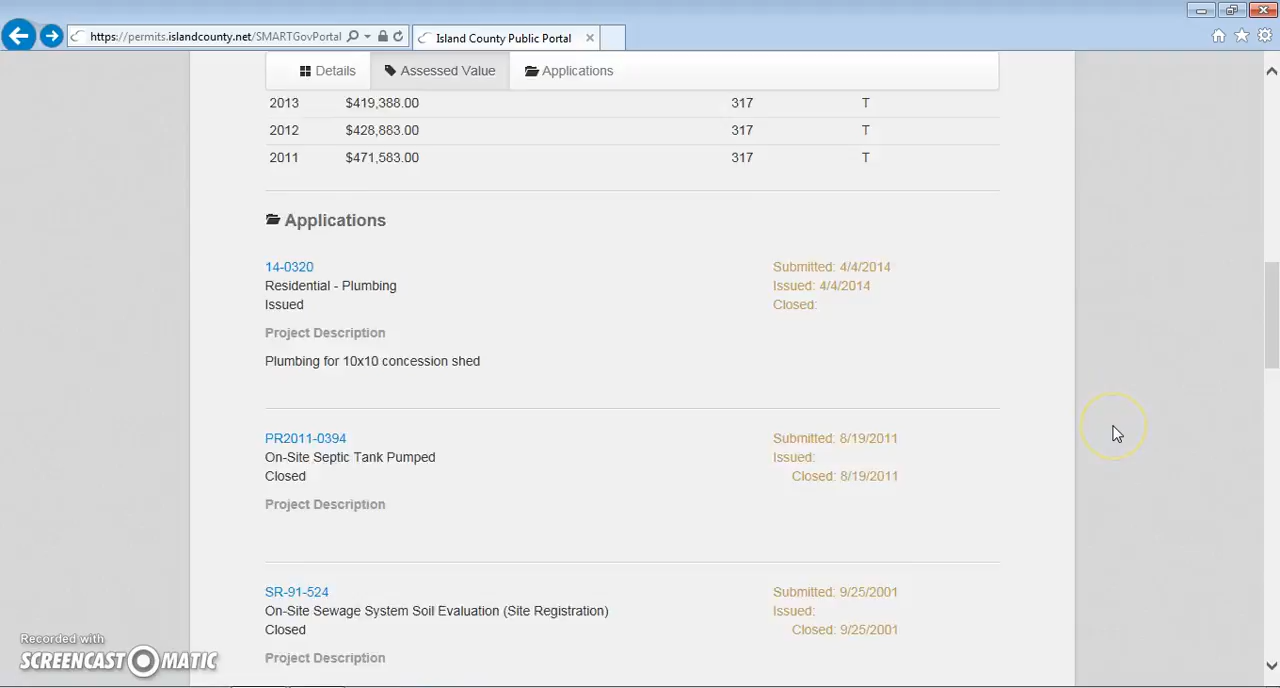 https://permits.islandcounty.net/SMARTGovPortal
Island County Public Portal
Details
Assessed Value
Applications
2013 $419,388.00 317 T
2012 $428,883.00 317 T
2011 $471,583.00 317 T
Applications
14-0320 Submitted: 4/4/2014
Residential - Plumbing Issued: 4/4/2014
Issued Closed:
Project Description
Plumbing for 10x10 concession shed
PR2011-0394 Submitted: 8/19/2011
On-Site Septic Tank Pumped Issued:
Closed Closed: 8/19/2011
Project Description
SR-91-524 Submitted: 9/25/2001
On-Site Sewage System Soil Evaluation (Site Registration) Issued:
Closed Closed: 9/25/2001
Project Description
Recorded with
SCREENCAST-O-MATIC